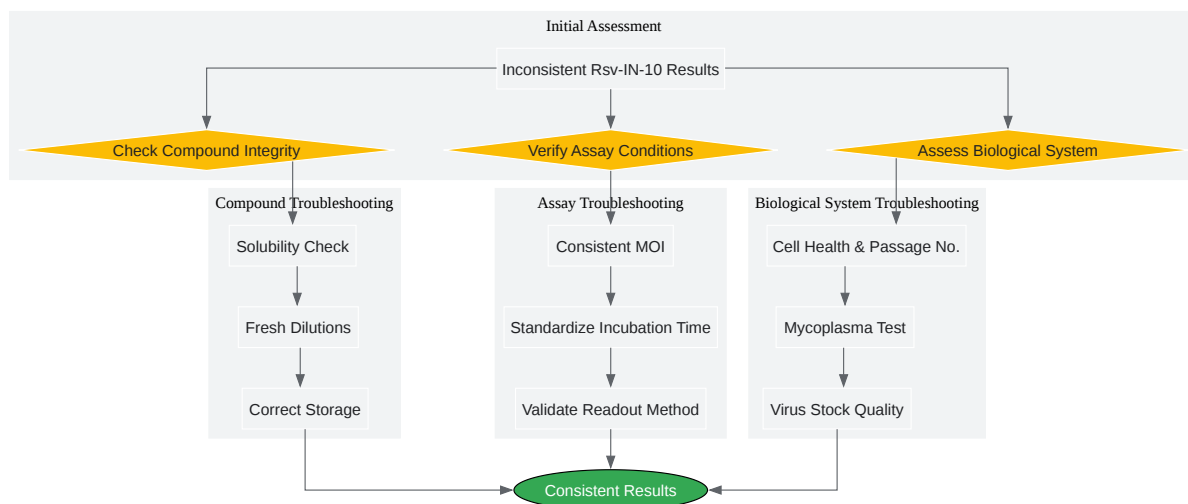 Initial Assessment
Inconsistent Rsv-IN-10 Results
Check Compound Integrity
Verify Assay Conditions
Assess Biological System
Compound Troubleshooting
Assay Troubleshooting
Biological System Troubleshooting
Solubility Check
Consistent MOI
Cell Health & Passage No.
Fresh Dilutions
Standardize Incubation Time
Mycoplasma Test
Correct Storage
Validate Readout Method
Virus Stock Quality
Consistent Results